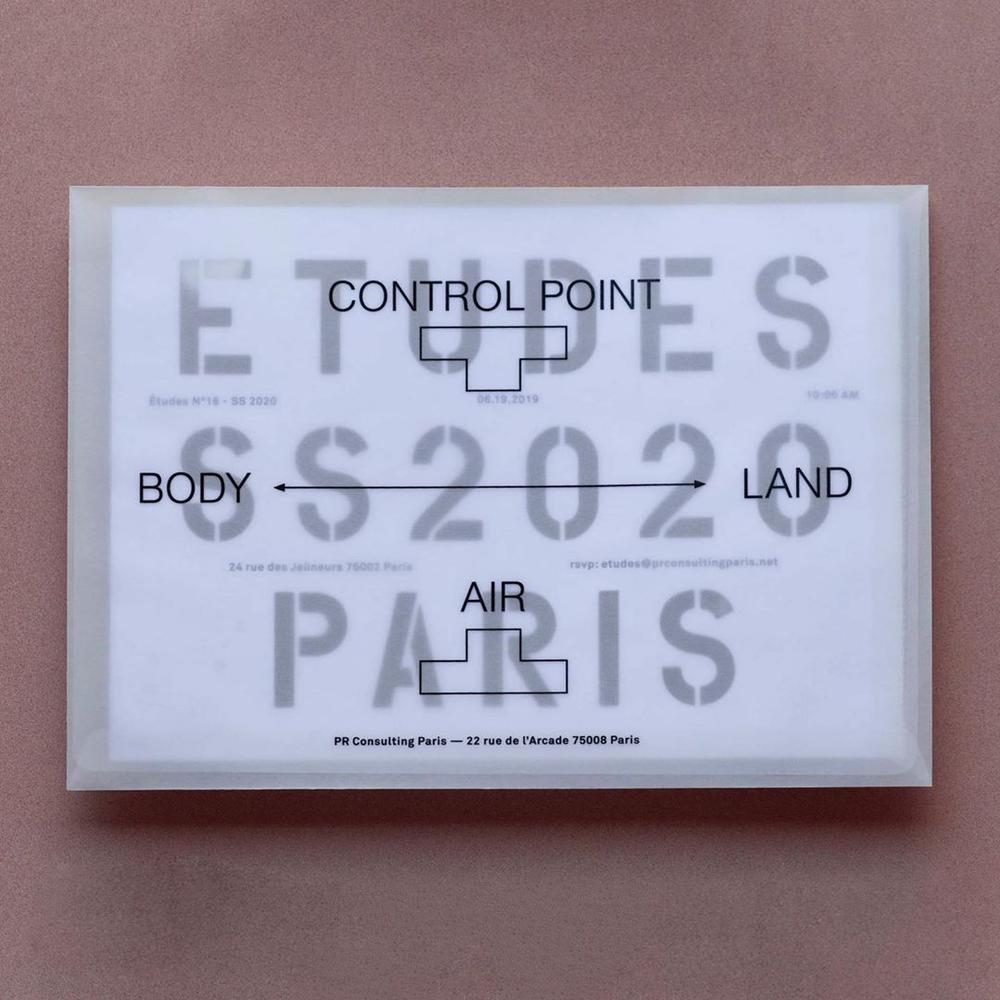 ETUDES
CONTROL POINT
Études N°16 - SS 2020 06.19.2019 10:00 AM
SS2020
BODY LAND
24 rue des Jeûneurs 75002 Paris rsvp: etudes@prconsultingparis.net
AIR
PARIS
PR Consulting Paris — 22 rue de l'Arcade 75008 Paris